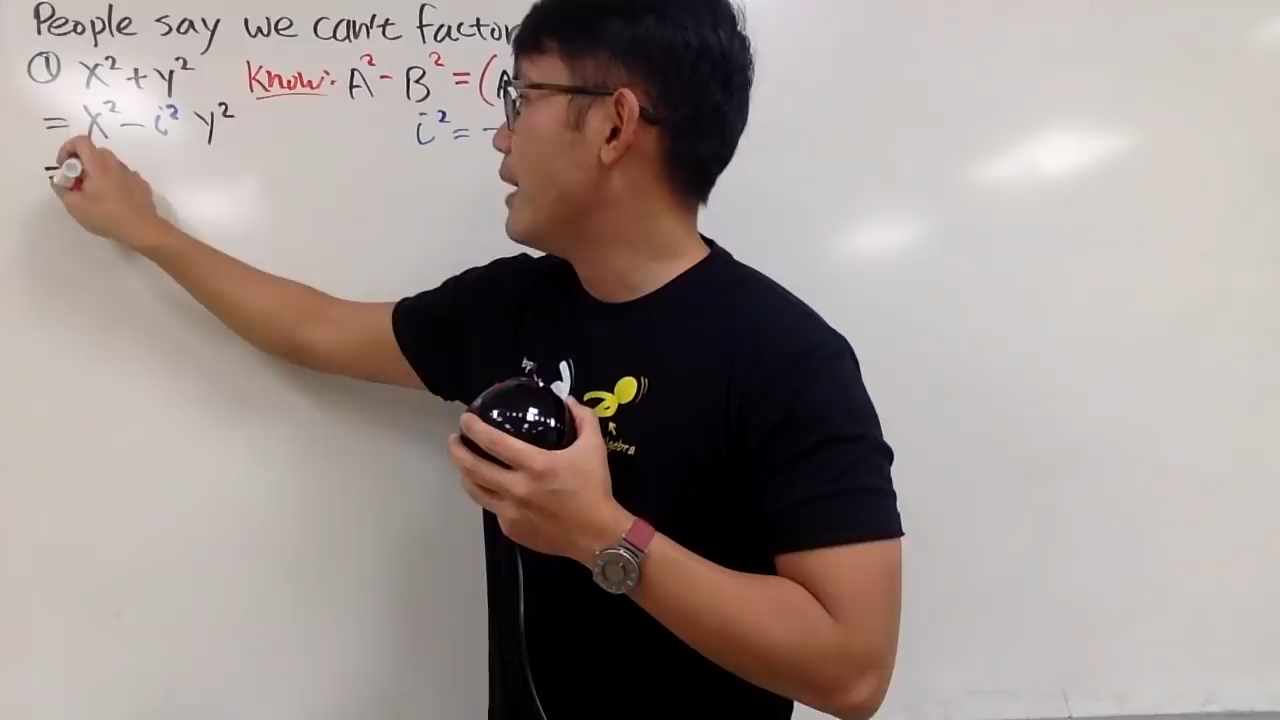 People say we can't factor
① x² + y² Know: A² - B² = (A
= x² - i² y² i² = -
=